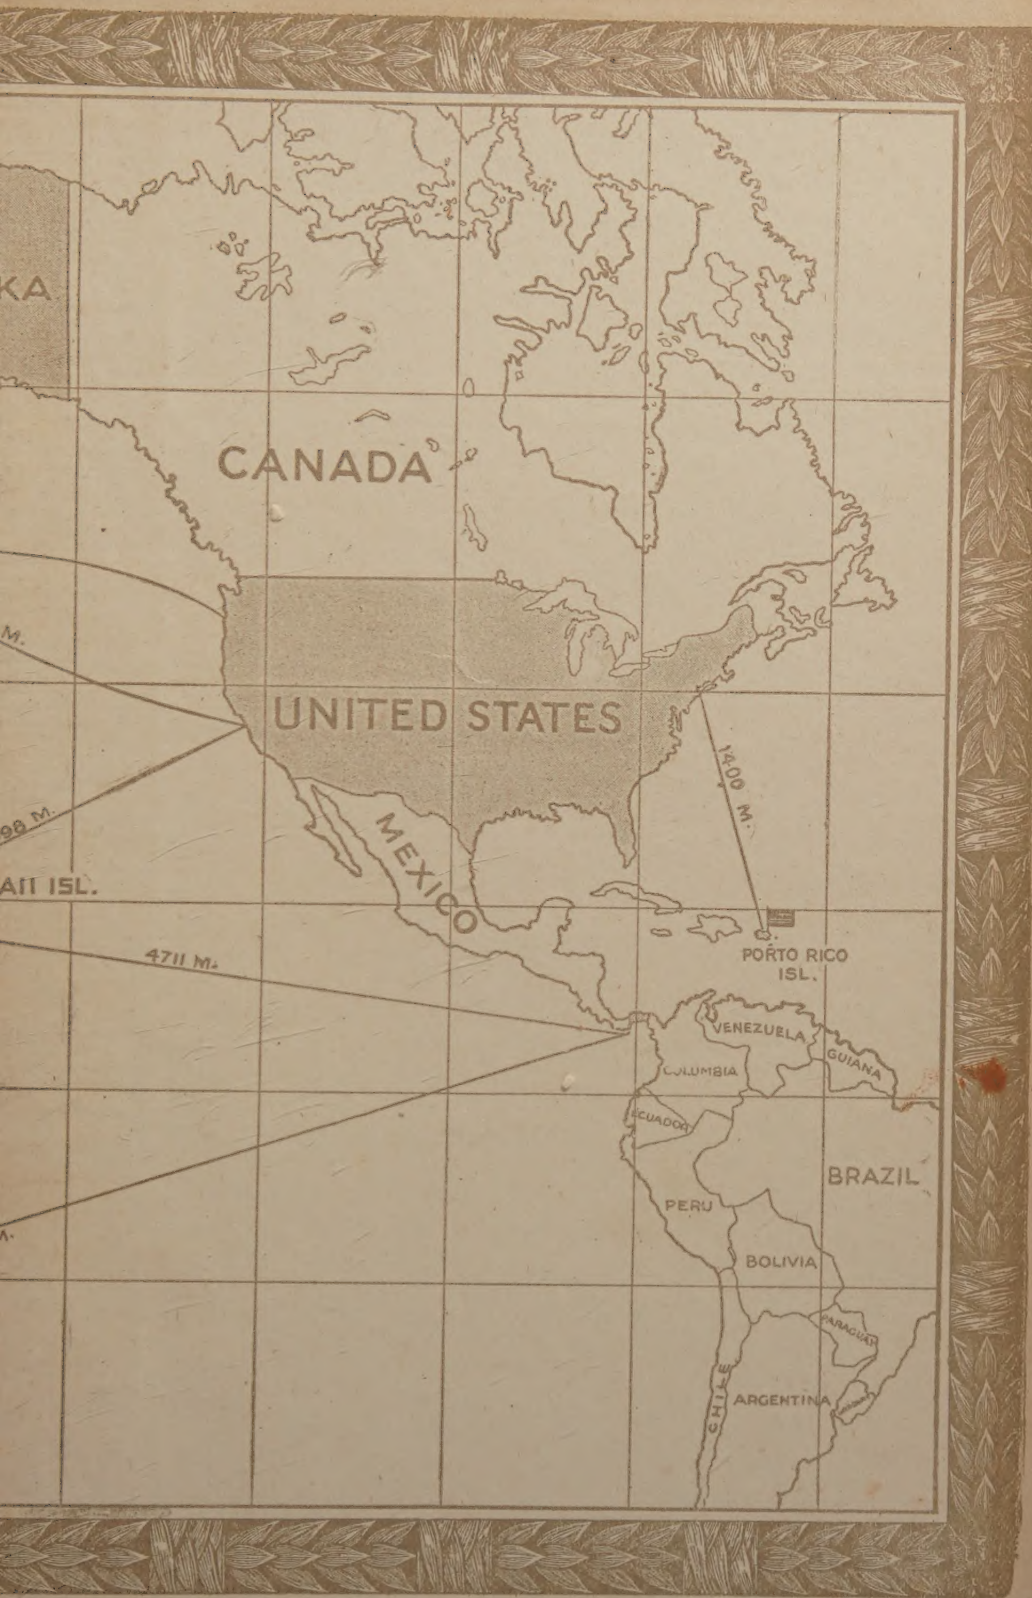 KA
CANADA
M.
UNITED STATES
1400 M.
98 M.
MEXICO
AII ISL.
4711 M.
PORTO RICO
ISL.
VENEZUELA
GUIANA
COLUMBIA
ECUADOR
BRAZIL
PERU
M.
BOLIVIA
PARAGUAY
CHILE
ARGENTINA